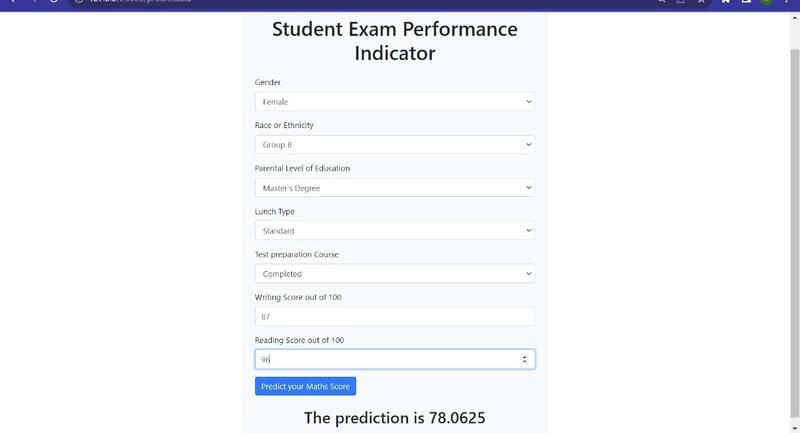 Student Exam Performance
Indicator
Gender
Female
Race or Ethnicity
Group B
Parental Level of Education
Master's Degree
Lunch Type
Standard
Test preparation Course
Completed
Writing Score out of 100
87
Reading Score out of 100
96
Predict your Maths Score
The prediction is 78.0625